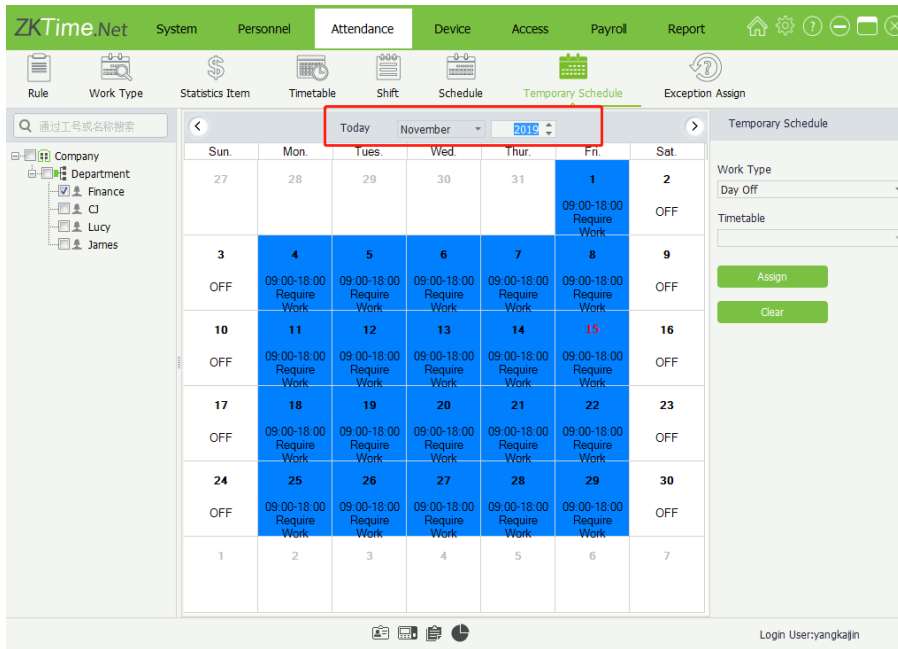 ZKTime.Net System Personnel Attendance Device Access Payroll Report
Rule Work Type Statistics Item Timetable Shift Schedule Temporary Schedule Exception Assign
通过工号或名称搜索
Company
Department
Finance
CJ
Lucy
James
Today November 2019
Sun. Mon. Tues. Wed. Thur. Fri. Sat.
27 28 29 30 31 1 2
09:00-18:00 OFF
Require
Work
3 4 5 6 7 8 9
OFF 09:00-18:00 09:00-18:00 09:00-18:00 09:00-18:00 09:00-18:00 OFF
Require Require Require Require Require
Work Work Work Work Work
10 11 12 13 14 15 16
OFF 09:00-18:00 09:00-18:00 09:00-18:00 09:00-18:00 09:00-18:00 OFF
Require Require Require Require Require
Work Work Work Work Work
17 18 19 20 21 22 23
OFF 09:00-18:00 09:00-18:00 09:00-18:00 09:00-18:00 09:00-18:00 OFF
Require Require Require Require Require
Work Work Work Work Work
24 25 26 27 28 29 30
OFF 09:00-18:00 09:00-18:00 09:00-18:00 09:00-18:00 09:00-18:00 OFF
Require Require Require Require Require
Work Work Work Work Work
1 2 3 4 5 6 7
Temporary Schedule
Work Type
Day Off
Timetable
Assign
Clear
Login User:yangkaijin